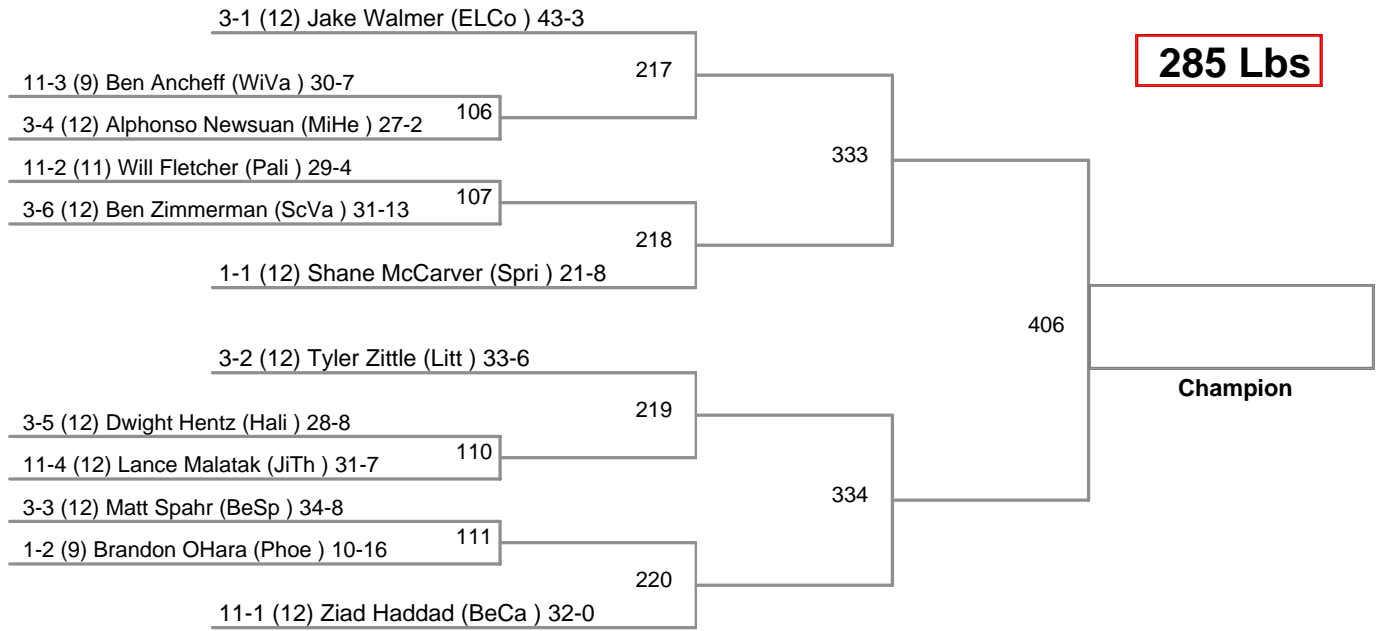 3-1 (12) Jake Walmer (ELCo ) 43-3
285 Lbs
217
11-3 (9) Ben Ancheff (WiVa ) 30-7
106
3-4 (12) Alphonso Newsuan (MiHe ) 27-2
333
11-2 (11) Will Fletcher (Pali ) 29-4
107
3-6 (12) Ben Zimmerman (ScVa ) 31-13
218
1-1 (12) Shane McCarver (Spri ) 21-8
406
3-2 (12) Tyler Zittle (Litt ) 33-6
Champion
219
3-5 (12) Dwight Hentz (Hali ) 28-8
110
11-4 (12) Lance Malatak (JiTh ) 31-7
334
3-3 (12) Matt Spahr (BeSp ) 34-8
111
1-2 (9) Brandon OHara (Phoe ) 10-16
220
11-1 (12) Ziad Haddad (BeCa ) 32-0